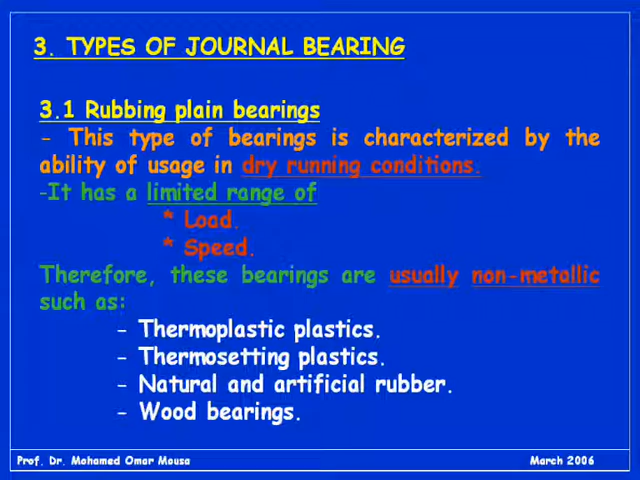 3. TYPES OF JOURNAL BEARING
3.1 Rubbing plain bearings
- This type of bearings is characterized by the
ability of usage in dry running conditions.
-It has a limited range of
* Load.
* Speed.
Therefore, these bearings are usually non-metallic
such as:
- Thermoplastic plastics.
- Thermosetting plastics.
- Natural and artificial rubber.
- Wood bearings.
Prof. Dr. Mohamed Omar Mousa March 2006